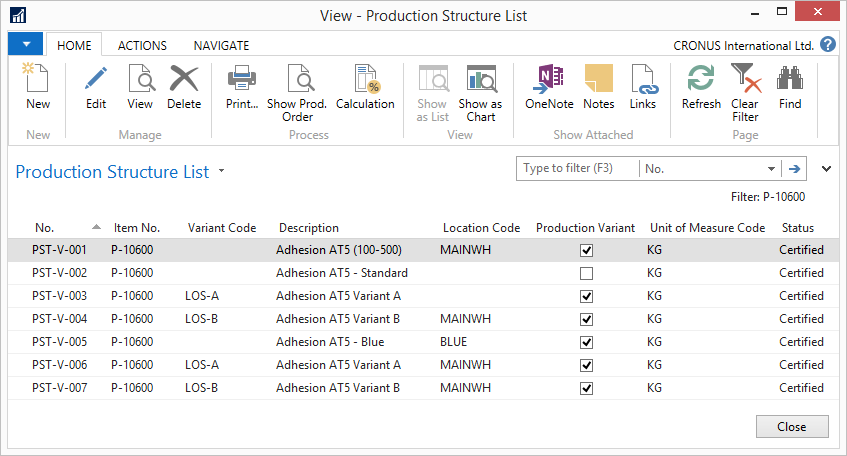 View - Production Structure List
HOME ACTIONS NAVIGATE CRONUS International Ltd. ?
New Edit View Delete Print... Show Prod. Order Calculation Show as List Show as Chart OneNote Notes Links Refresh Clear Filter Find
New Manage Process View Show Attached Page
Production Structure List Type to filter (F3) No.
Filter: P-10600
No. Item No. Variant Code Description Location Code Production Variant Unit of Measure Code Status
PST-V-001 P-10600 Adhesion AT5 (100-500) MAINWH KG Certified
PST-V-002 P-10600 Adhesion AT5 - Standard KG Certified
PST-V-003 P-10600 LOS-A Adhesion AT5 Variant A KG Certified
PST-V-004 P-10600 LOS-B Adhesion AT5 Variant B MAINWH KG Certified
PST-V-005 P-10600 Adhesion AT5 - Blue BLUE KG Certified
PST-V-006 P-10600 LOS-A Adhesion AT5 Variant A MAINWH KG Certified
PST-V-007 P-10600 LOS-B Adhesion AT5 Variant B MAINWH KG Certified
Close